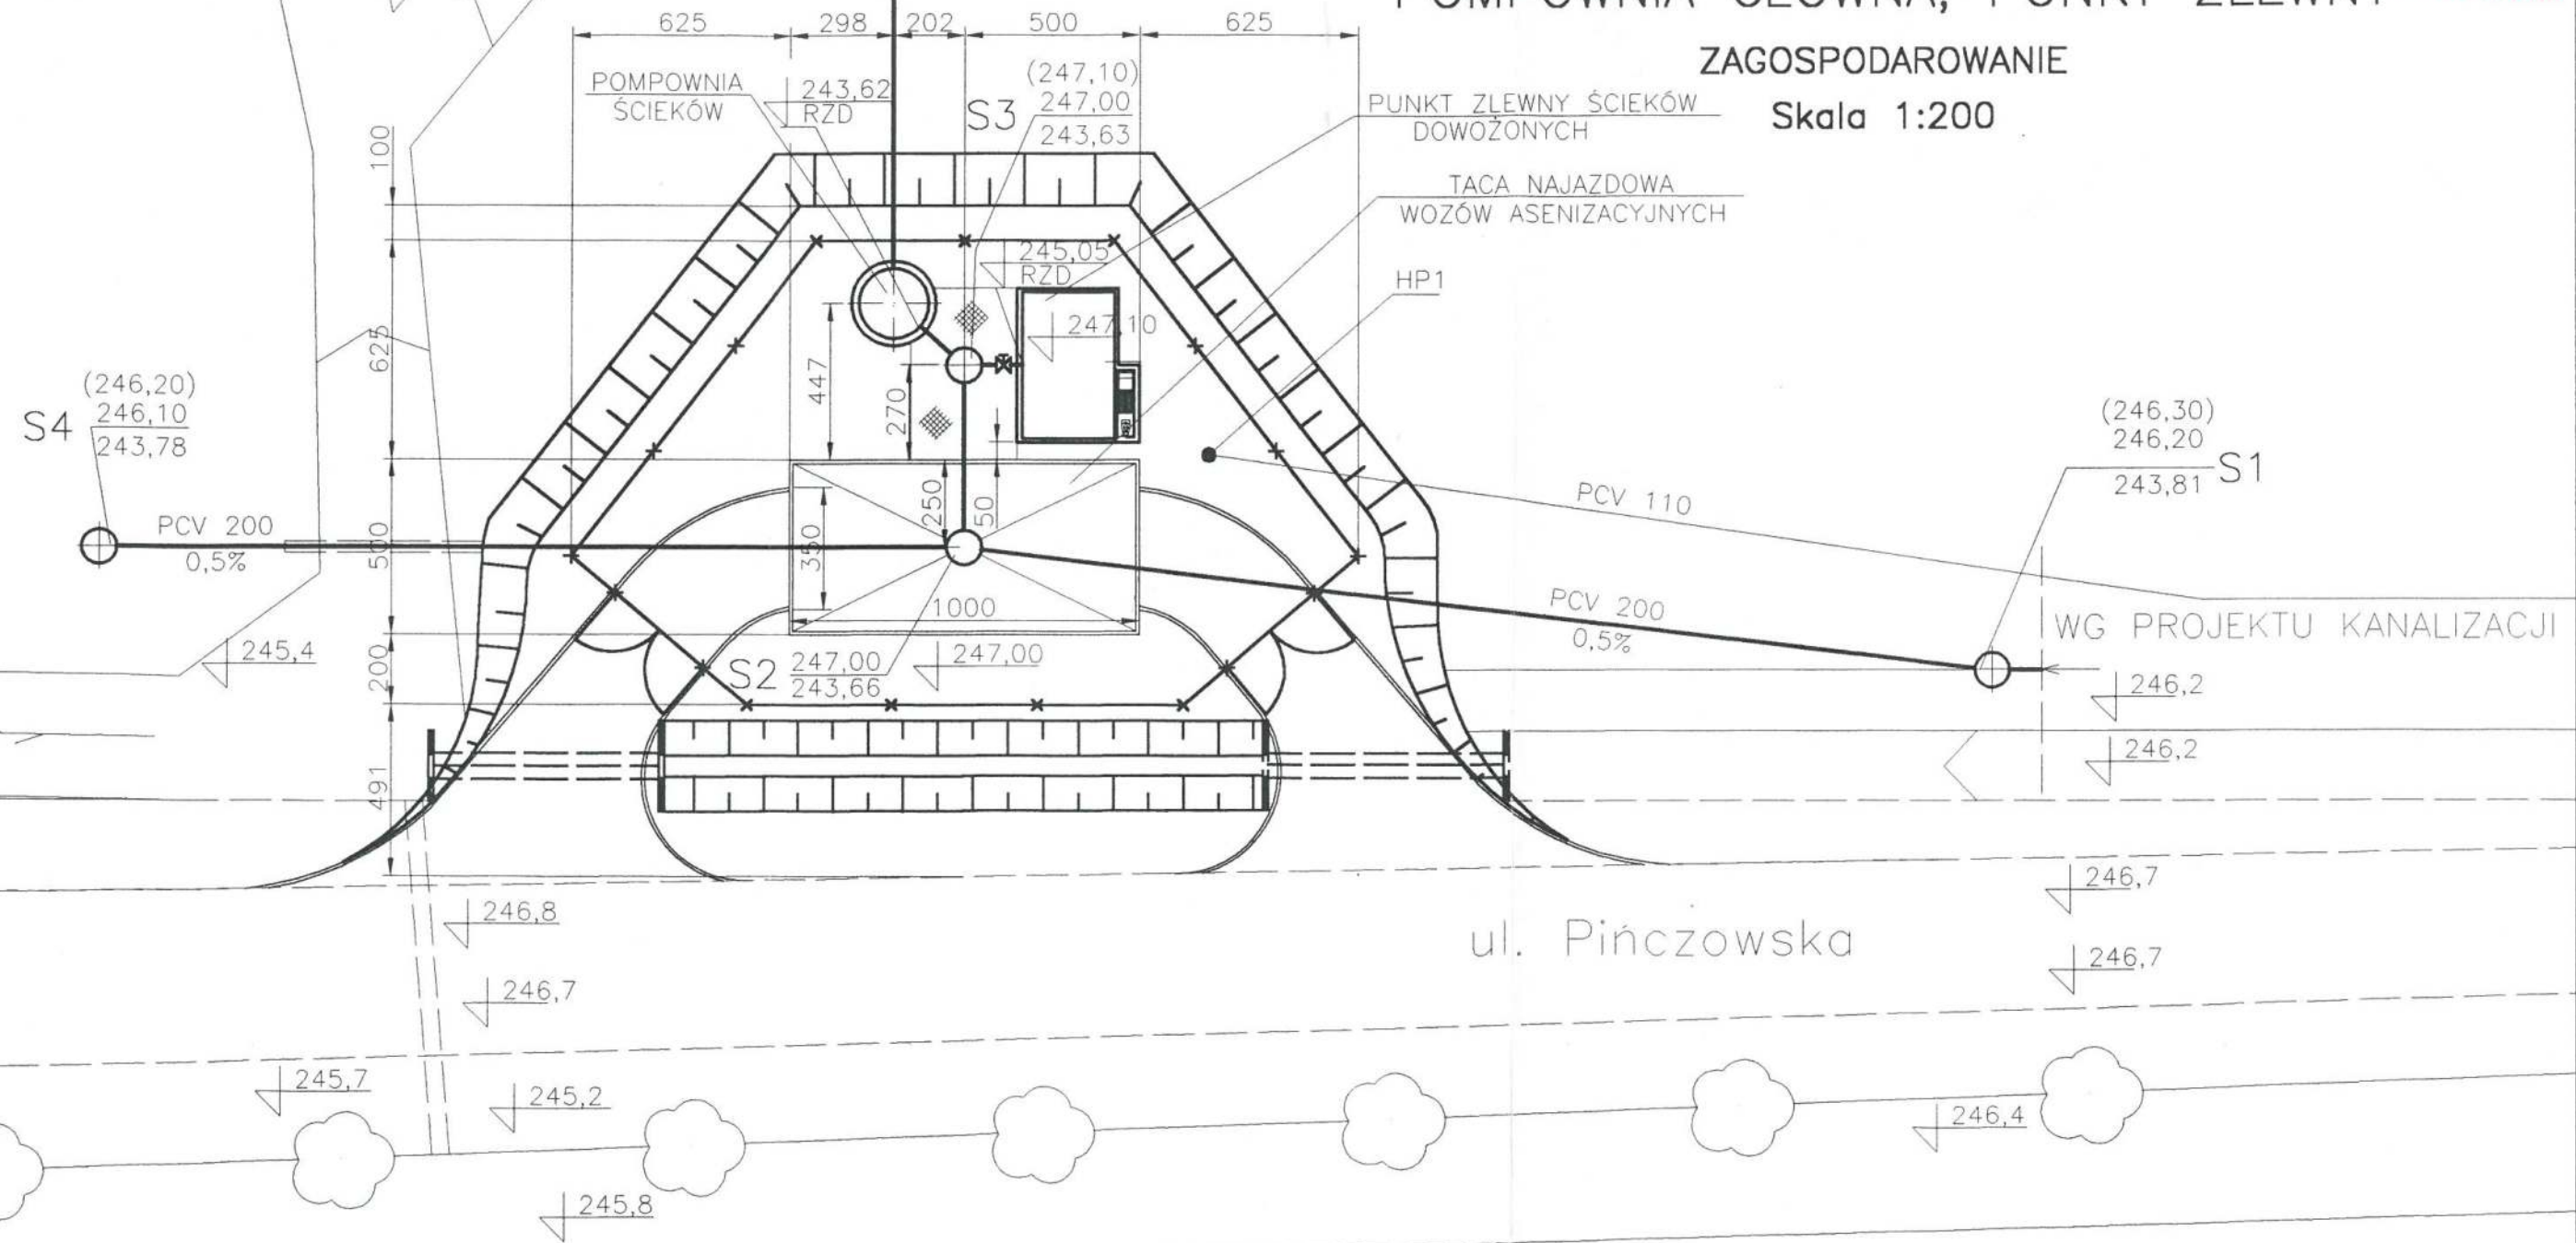 POMPOWNIA GŁÓWNA, PUNKT ZLEWNY
ZAGOSPODAROWANIE
Skala 1:200
625
298
202
500
625
POMPOWNIA
ŚCIEKÓW
243,62
RZD
S3
(247,10)
247,00
243,63
PUNKT ZLEWNY ŚCIEKÓW
DOWOŻONYCH
TACA NAJAZDOWA
WOZÓW ASENIZACYJNYCH
HP1
100
625
500
200
491
245,05
RZD
247,10
447
270
250
50
350
1000
S4
(246,20)
246,10
243,78
PCV 200
0,5%
(246,30)
246,20
243,81
S1
PCV 110
PCV 200
0,5%
WG PROJEKTU KANALIZACJI
S2
247,00
243,66
247,00
245,4
246,2
246,2
246,8
246,7
ul. Pińczowska
246,7
246,7
245,7
245,2
246,4
245,8